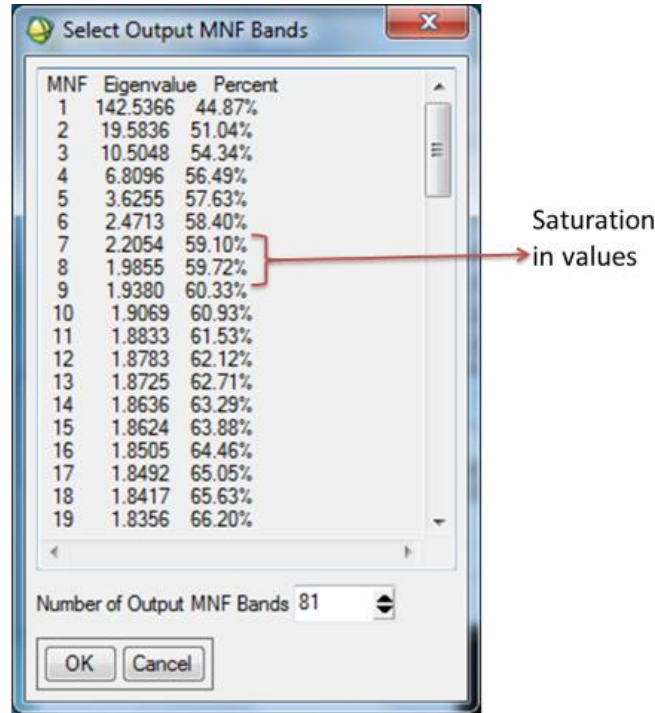 Select Output MNF Bands
MNF Eigenvalue Percent
1 142.5366 44.87%
2 19.5836 51.04%
3 10.5048 54.34%
4 6.8096 56.49%
5 3.6255 57.63%
6 2.4713 58.40%
7 2.2054 59.10%
8 1.9855 59.72%
9 1.9380 60.33%
10 1.9069 60.93%
11 1.8833 61.53%
12 1.8783 62.12%
13 1.8725 62.71%
14 1.8636 63.29%
15 1.8624 63.88%
16 1.8505 64.46%
17 1.8492 65.05%
18 1.8417 65.63%
19 1.8356 66.20%
Saturation
in values
Number of Output MNF Bands 81
OK Cancel